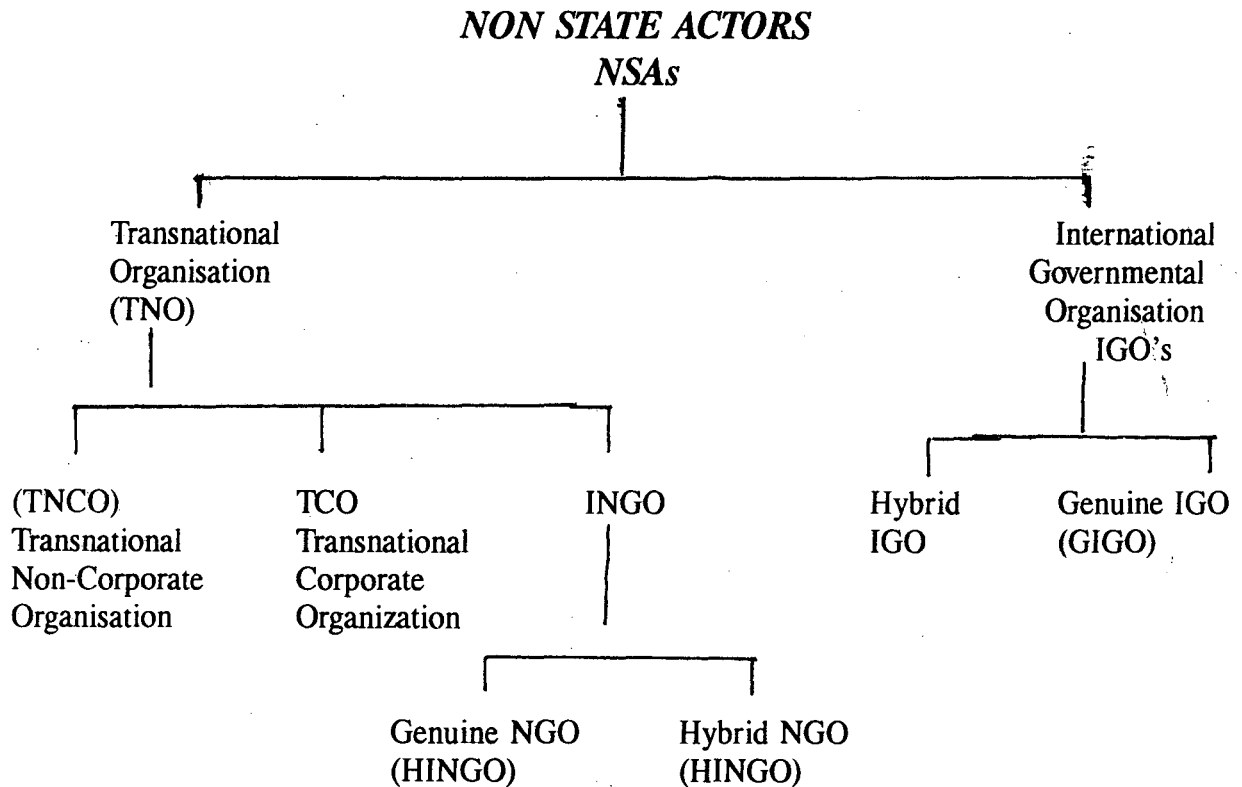 NON STATE ACTORS
NSAs
Transnational
Organisation
(TNO)
International
Governmental
Organisation
IGO's
(TNCO)
Transnational
Non-Corporate
Organisation
TCO
Transnational
Corporate
Organization
INGO
Hybrid
IGO
Genuine IGO
(GIGO)
Genuine NGO
(HINGO)
Hybrid NGO
(HINGO)